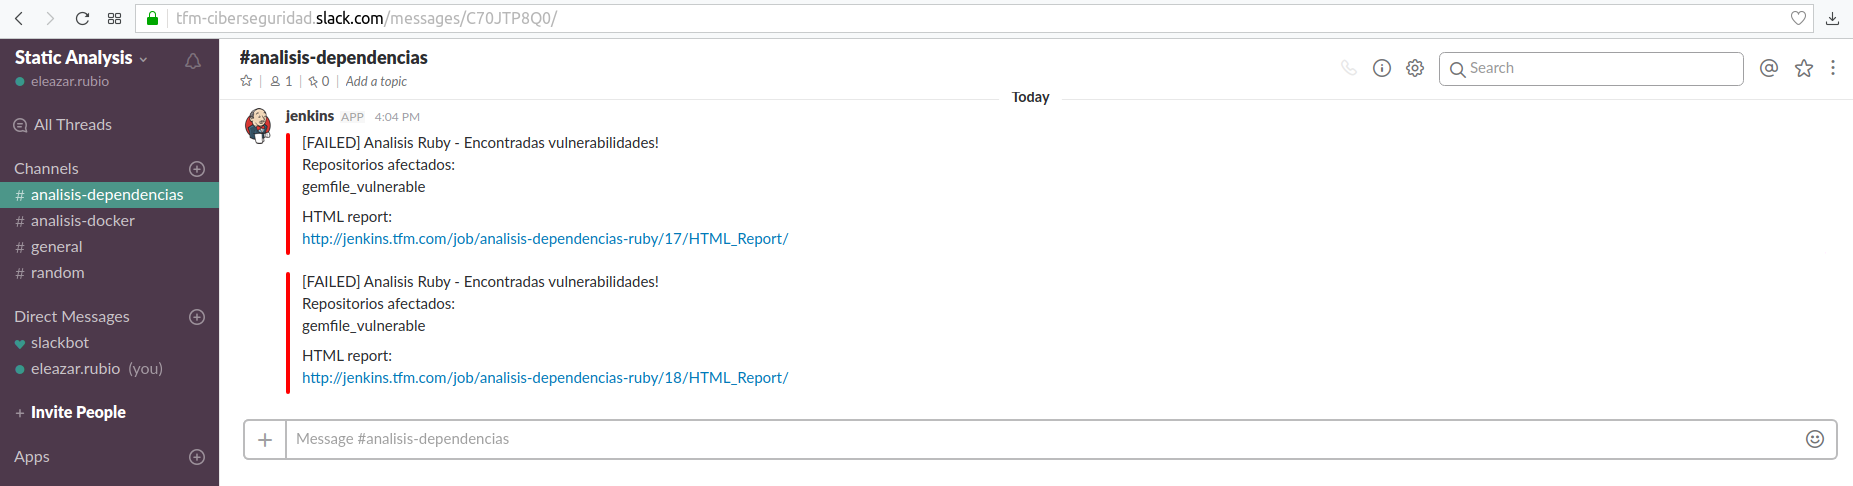 tfm-ciberseguridad.slack.com/messages/C70JTP8Q0/
Static Analysis
eleazar.rubio
All Threads
Channels
# analisis-dependencias
# analisis-docker
# general
# random
Direct Messages
slackbot
eleazar.rubio (you)
+ Invite People
Apps
#analisis-dependencias
1 | 0 | Add a topic
Search
Today
jenkins APP 4:04 PM
[FAILED] Analisis Ruby - Encontradas vulnerabilidades!
Repositorios afectados:
gemfile_vulnerable
HTML report:
http://jenkins.tfm.com/job/analisis-dependencias-ruby/17/HTML_Report/
[FAILED] Analisis Ruby - Encontradas vulnerabilidades!
Repositorios afectados:
gemfile_vulnerable
HTML report:
http://jenkins.tfm.com/job/analisis-dependencias-ruby/18/HTML_Report/
Message #analisis-dependencias